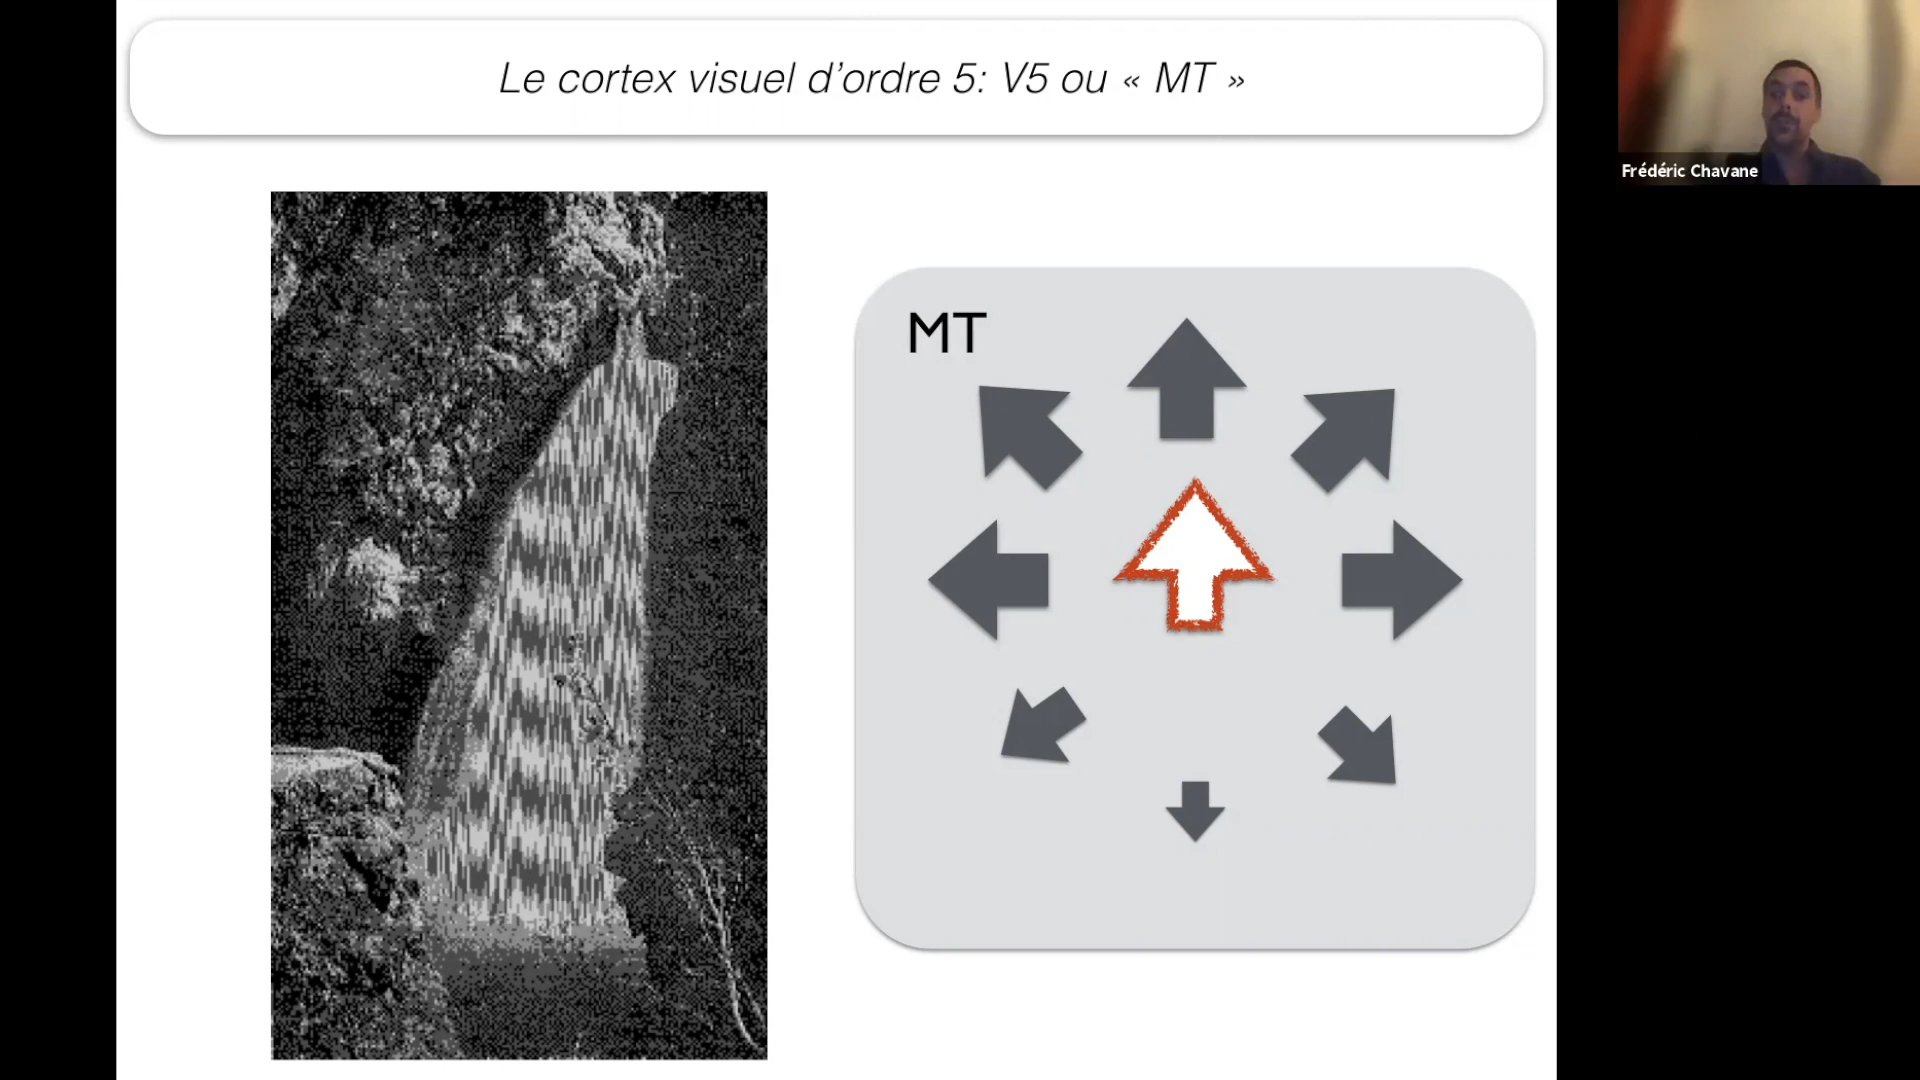 Le cortex visuel d’ordre 5: V5 ou « MT »
Frédéric Chavane
MT